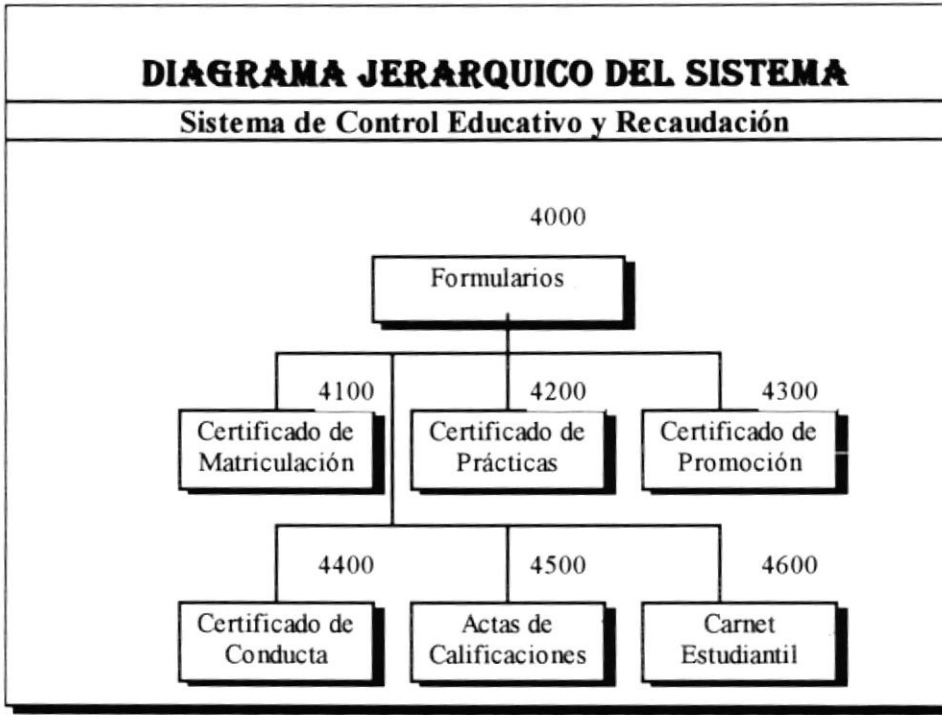 DIAGRAMA JERARQUICO DEL SISTEMA
Sistema de Control Educativo y Recaudación
4000
Formularios
4100
4200
4300
Certificado de
Matriculación
Certificado de
Prácticas
Certificado de
Promoción
4400
4500
4600
Certificado de
Conducta
Actas de
Calificaciones
Carnet
Estudiantil